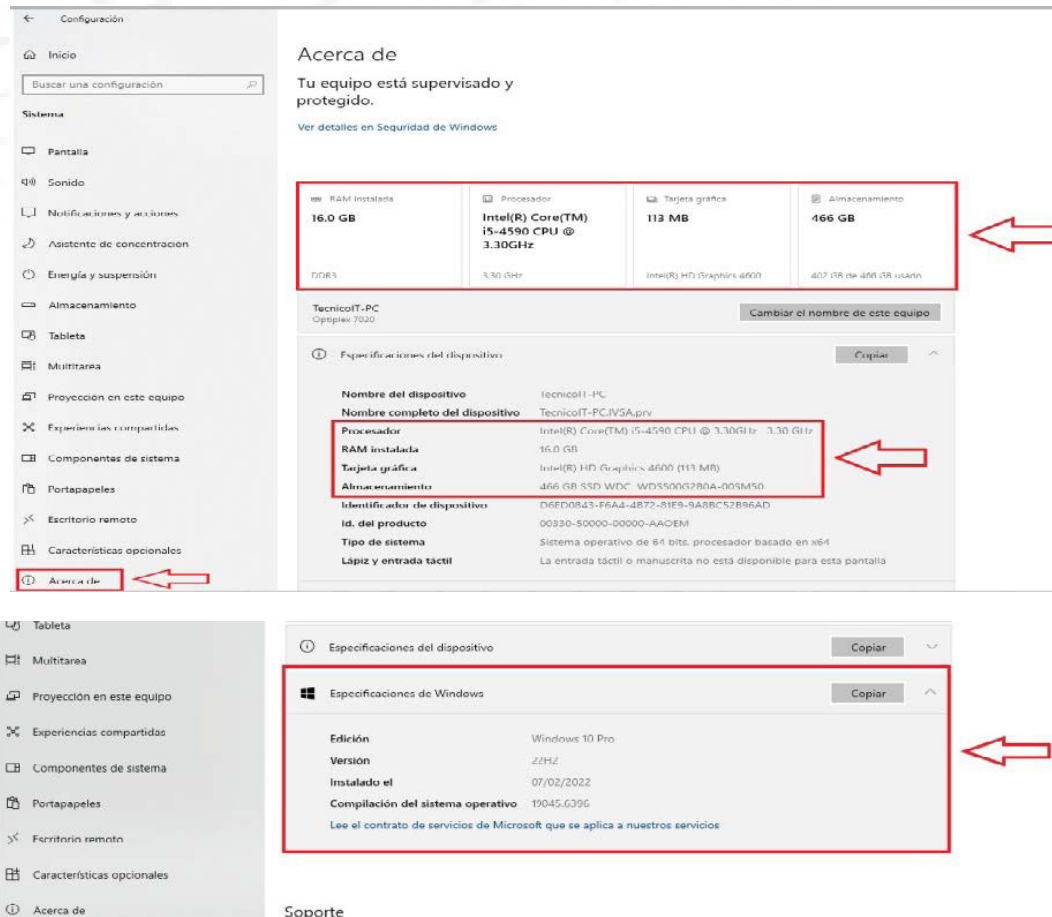 Configuración
Inicio
Buscar una configuración
Sistema
Pantalla
Sonido
Notificaciones y acciones
Asistente de concentración
Energía y suspensión
Almacenamiento
Tableta
Multitarea
Proyección en este equipo
Experiencias compartidas
Componentes de sistema
Portapapeles
Escritorio remoto
Características opcionales
Acerca de
Acerca de
Tu equipo está supervisado y
protegido.
Ver detalles en Seguridad de Windows
RAM instalada
16.0 GB
DDR3
Procesador
Intel(R) Core(TM)
i5-4590 CPU @
3.30GHz
3.30 GHz
Tarjeta gráfica
113 MB
Intel(R) HD Graphics 4600
Almacenamiento
466 GB
402 GB de 466 GB usado
TecnicoIT-PC
Optiplex 7020
Cambiar el nombre de este equipo
Especificaciones del dispositivo
Copiar
Nombre del dispositivo TecnicoIT-PC
Nombre completo del dispositivo TecnicoIT-PC.IVSA.prv
Procesador Intel(R) Core(TM) i5-4590 CPU @ 3.30GHz 3.30 GHz
RAM instalada 16.0 GB
Tarjeta gráfica Intel(R) HD Graphics 4600 (113 MB)
Almacenamiento 466 GB SSD WDC WDS500G2B0A-00SM50
Identificador de dispositivo D6ED0843-F6A4-4B72-81E9-9A8BC52B96AD
Id. del producto 00330-50000-00000-AAOEM
Tipo de sistema Sistema operativo de 64 bits, procesador basado en x64
Lápiz y entrada táctil La entrada táctil o manuscrita no está disponible para esta pantalla
Tableta
Multitarea
Proyección en este equipo
Experiencias compartidas
Componentes de sistema
Portapapeles
Escritorio remoto
Características opcionales
Acerca de
Especificaciones del dispositivo
Copiar
Especificaciones de Windows
Copiar
Edición Windows 10 Pro
Versión 22H2
Instalado el 07/02/2022
Compilación del sistema operativo 19045.6396
Lee el contrato de servicios de Microsoft que se aplica a nuestros servicios
Soporte